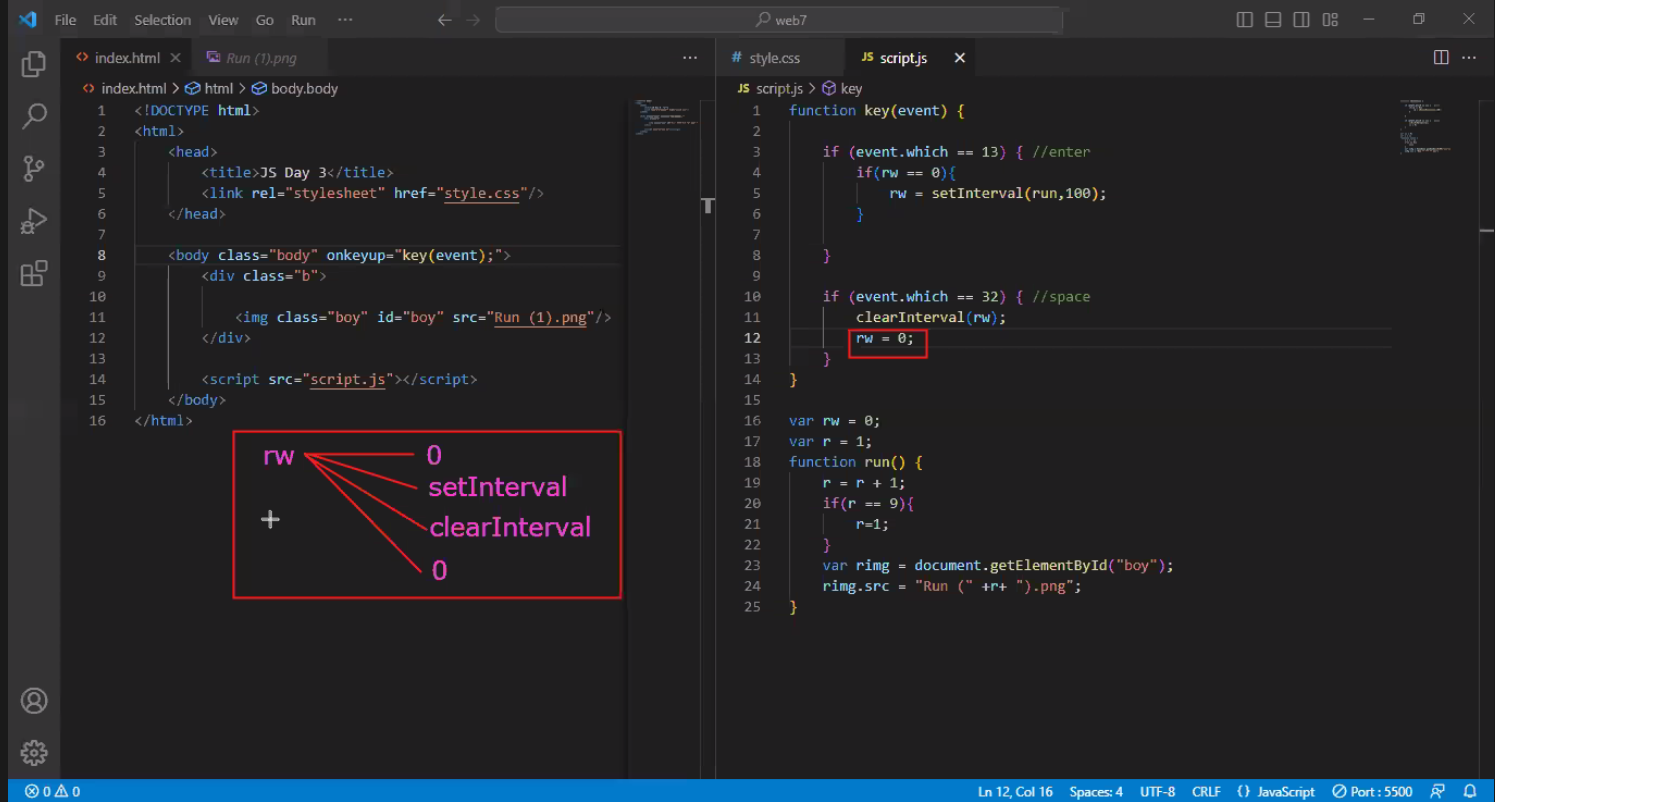 File Edit Selection View Go Run ··· web7
index.html Run (1).png ···
index.html > html > body.body
1 <!DOCTYPE html>
2 <html>
3 <head>
4 <title>JS Day 3</title>
5 <link rel="stylesheet" href="style.css"/>
6 </head>
7
8 <body class="body" onkeyup="key(event);">
9 <div class="b">
10
11 <img class="boy" id="boy" src="Run (1).png"/>
12 </div>
13
14 <script src="script.js"></script>
15 </body>
16 </html>
rw 0
setInterval
clearInterval
0
# style.css JS script.js ···
JS script.js > key
1 function key(event) {
2
3 if (event.which == 13) { //enter
4 if(rw == 0){
5 rw = setInterval(run,100);
6 }
7
8 }
9
10 if (event.which == 32) { //space
11 clearInterval(rw);
12 rw = 0;
13 }
14 }
15
16 var rw = 0;
17 var r = 1;
18 function run() {
19 r = r + 1;
20 if(r == 9){
21 r=1;
22 }
23 var rimg = document.getElementById("boy");
24 rimg.src = "Run (" +r+ ").png";
25 }
0 0 Ln 12, Col 16 Spaces: 4 UTF-8 CRLF {} JavaScript Port : 5500